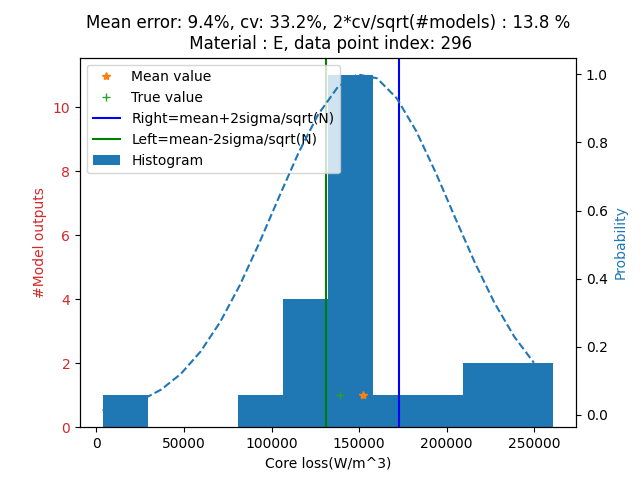 Mean error: 9.4%, cv: 33.2%, 2*cv/sqrt(#models) : 13.8 %
Material : E, data point index: 296
Mean value
True value
Right=mean+2sigma/sqrt(N)
Left=mean-2sigma/sqrt(N)
Histogram
#Model outputs
10
8
6
4
2
0
1.0
0.8
0.6
0.4
0.2
0.0
Probability
0 50000 100000 150000 200000 250000
Core loss(W/m^3)